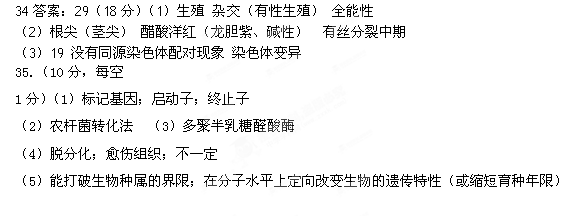 34 答案：29（18 分）（1）生殖 杂交（有性生殖） 全能性
（2）根尖（茎尖） 醋酸洋红（龙胆紫、碱性） 有丝分裂中期
（3）19 没有同源染色体配对现象 染色体变异
35.（10 分，每空
1 分）（1）标记基因；启动子；终止子
（2）农杆菌转化法 （3）多聚半乳糖醛酸酶
（4）脱分化；愈伤组织；不一定
（5）能打破生物种属的界限；在分子水平上定向改变生物的遗传特性（或缩短育种年限）